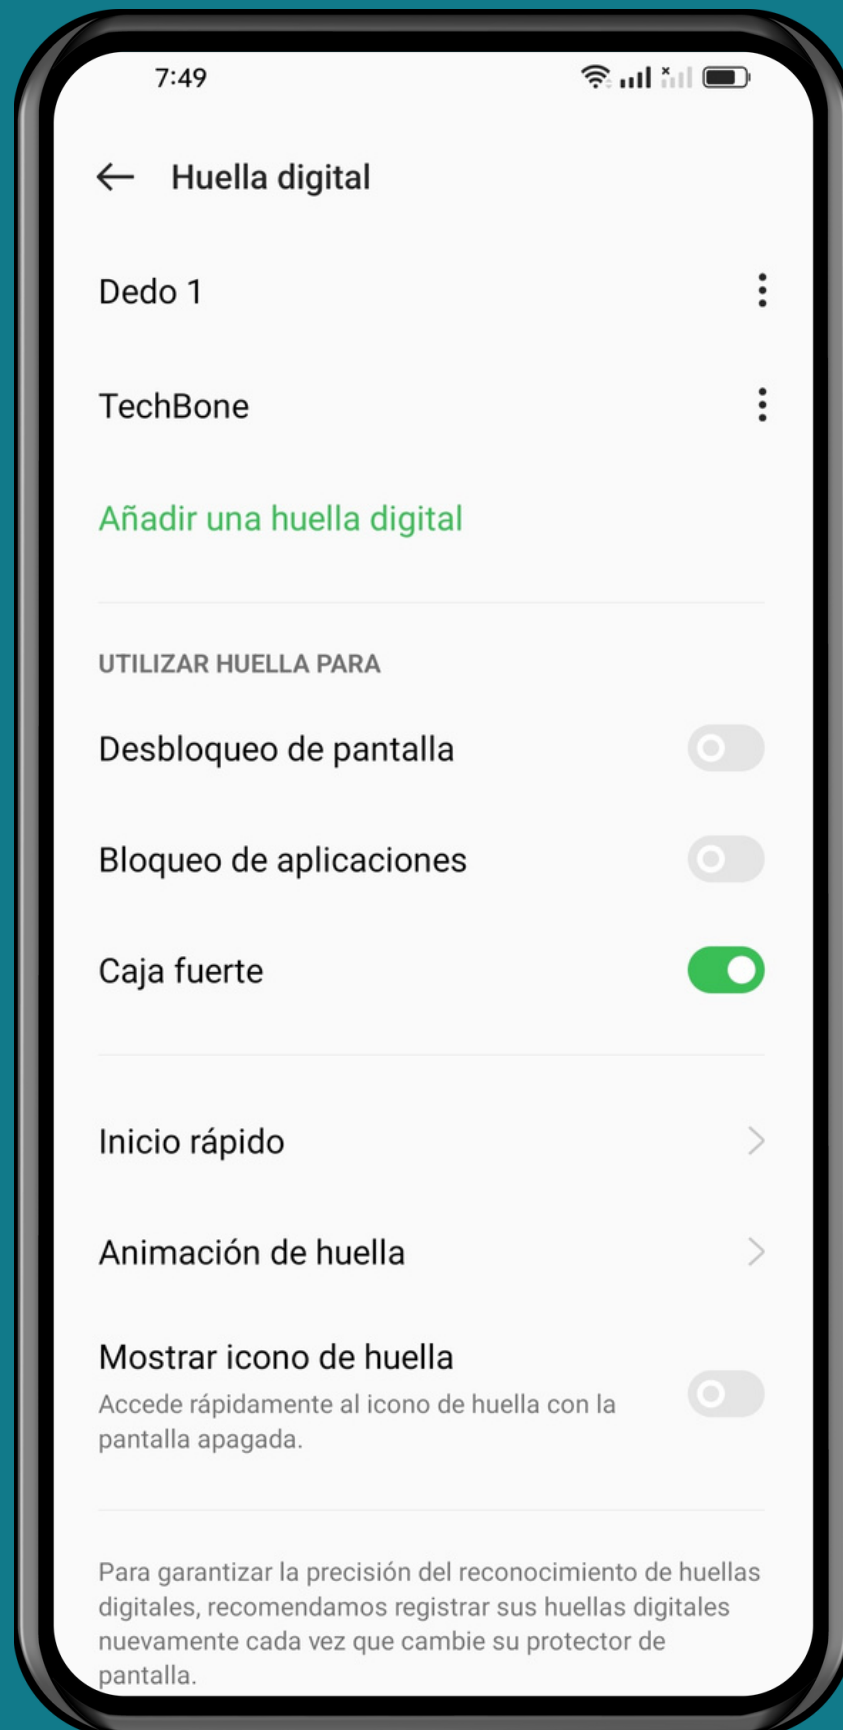 7:49
Huella digital
Dedo 1
TechBone
Añadir una huella digital
UTILIZAR HUELLA PARA
Desbloqueo de pantalla
Bloqueo de aplicaciones
Caja fuerte
Inicio rápido
Animación de huella
Mostrar icono de huella
Accede rápidamente al icono de huella con la
pantalla apagada.
Para garantizar la precisión del reconocimiento de huellas
digitales, recomendamos registrar sus huellas digitales
nuevamente cada vez que cambie su protector de
pantalla.